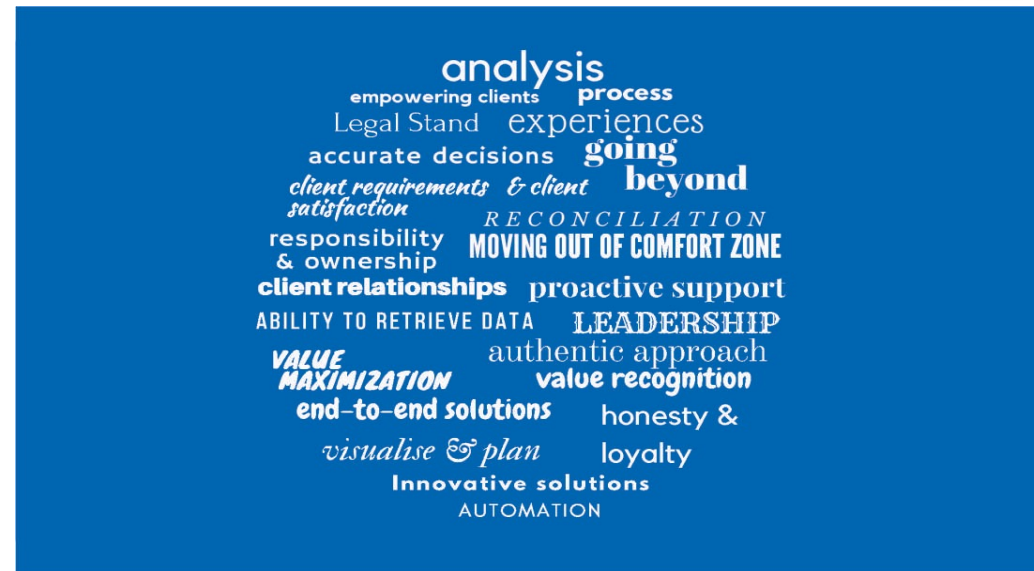 analysis
empowering clients process
Legal Stand experiences
accurate decisions going
beyond
client requirements & client
satisfaction
RECONCILIATION
responsibility
& ownership
MOVING OUT OF COMFORT ZONE
client relationships proactive support
ABILITY TO RETRIEVE DATA LEADERSHIP
authentic approach
VALUE
MAXIMIZATION
value recognition
end-to-end solutions
honesty &
loyalty
visualise & plan
Innovative solutions
AUTOMATION